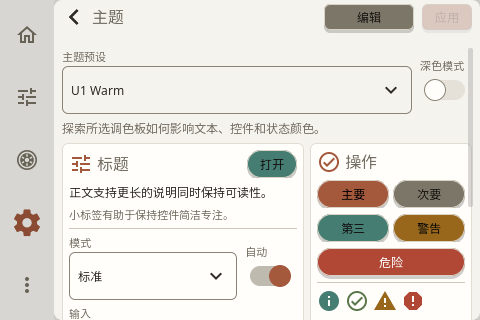 主题
编辑
应用
主题预设
深色模式
U1 Warm
探索所选调色板如何影响文本、控件和状态颜色。
标题
打开
正文支持更长的说明同时保持可读性。
小标签有助于保持控件简洁专注。
模式
自动
标准
输入
操作
主要
次要
第三
警告
危险